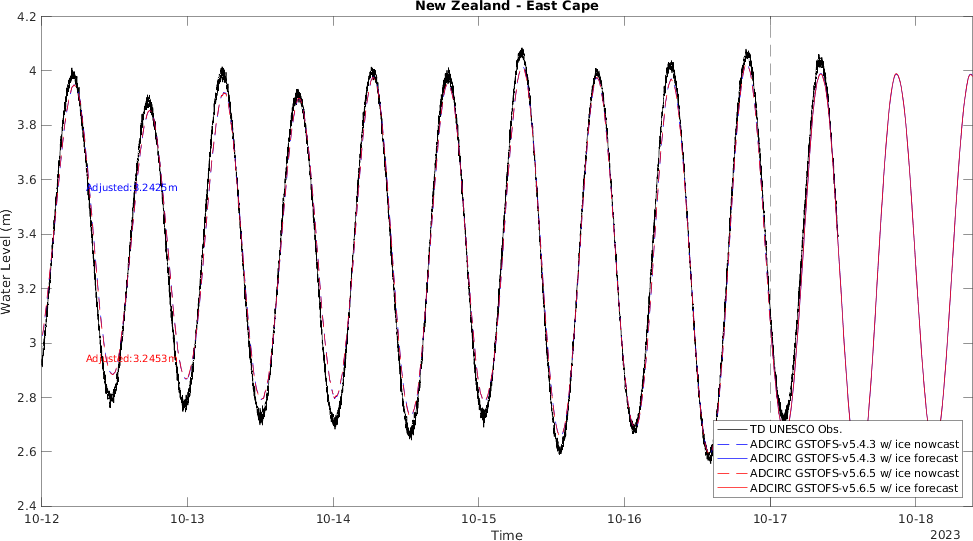 New Zealand - East Cape
4.2
4
3.8
3.6
3.4
3.2
3
2.8
2.6
2.4
Water Level (m)
Adjusted:3.2425m
Adjusted:3.2453m
TD UNESCO Obs.
ADCIRC GSTOFS-v5.4.3 w/ ice nowcast
ADCIRC GSTOFS-v5.4.3 w/ ice forecast
ADCIRC GSTOFS-v5.6.5 w/ ice nowcast
ADCIRC GSTOFS-v5.6.5 w/ ice forecast
10-12 10-13 10-14 10-15 10-16 10-17 10-18
Time
2023